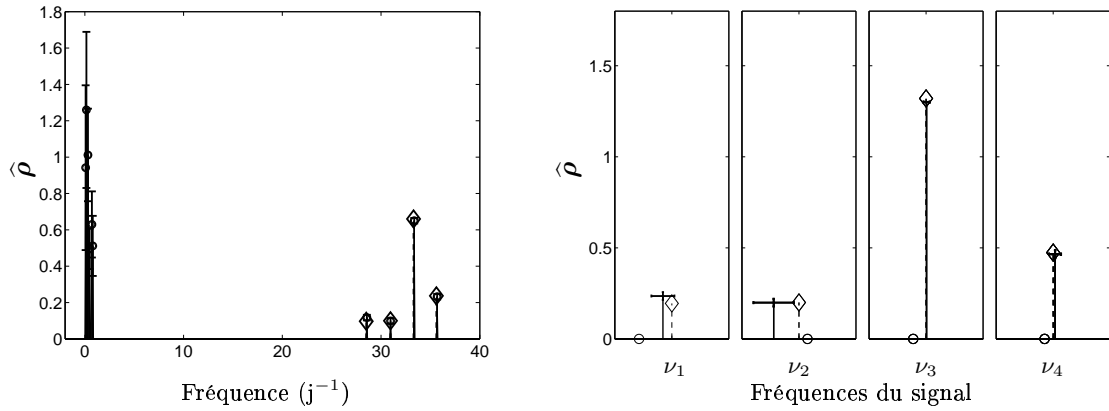 1.8
1.6
1.4
1.2
1
0.8
0.6
0.4
0.2
0
ρ̂
0
10
20
30
40
Fréquence (j⁻¹)
1.5
1
0.5
0
ρ̂
ν₁
ν₂
ν₃
ν₄
Fréquences du signal